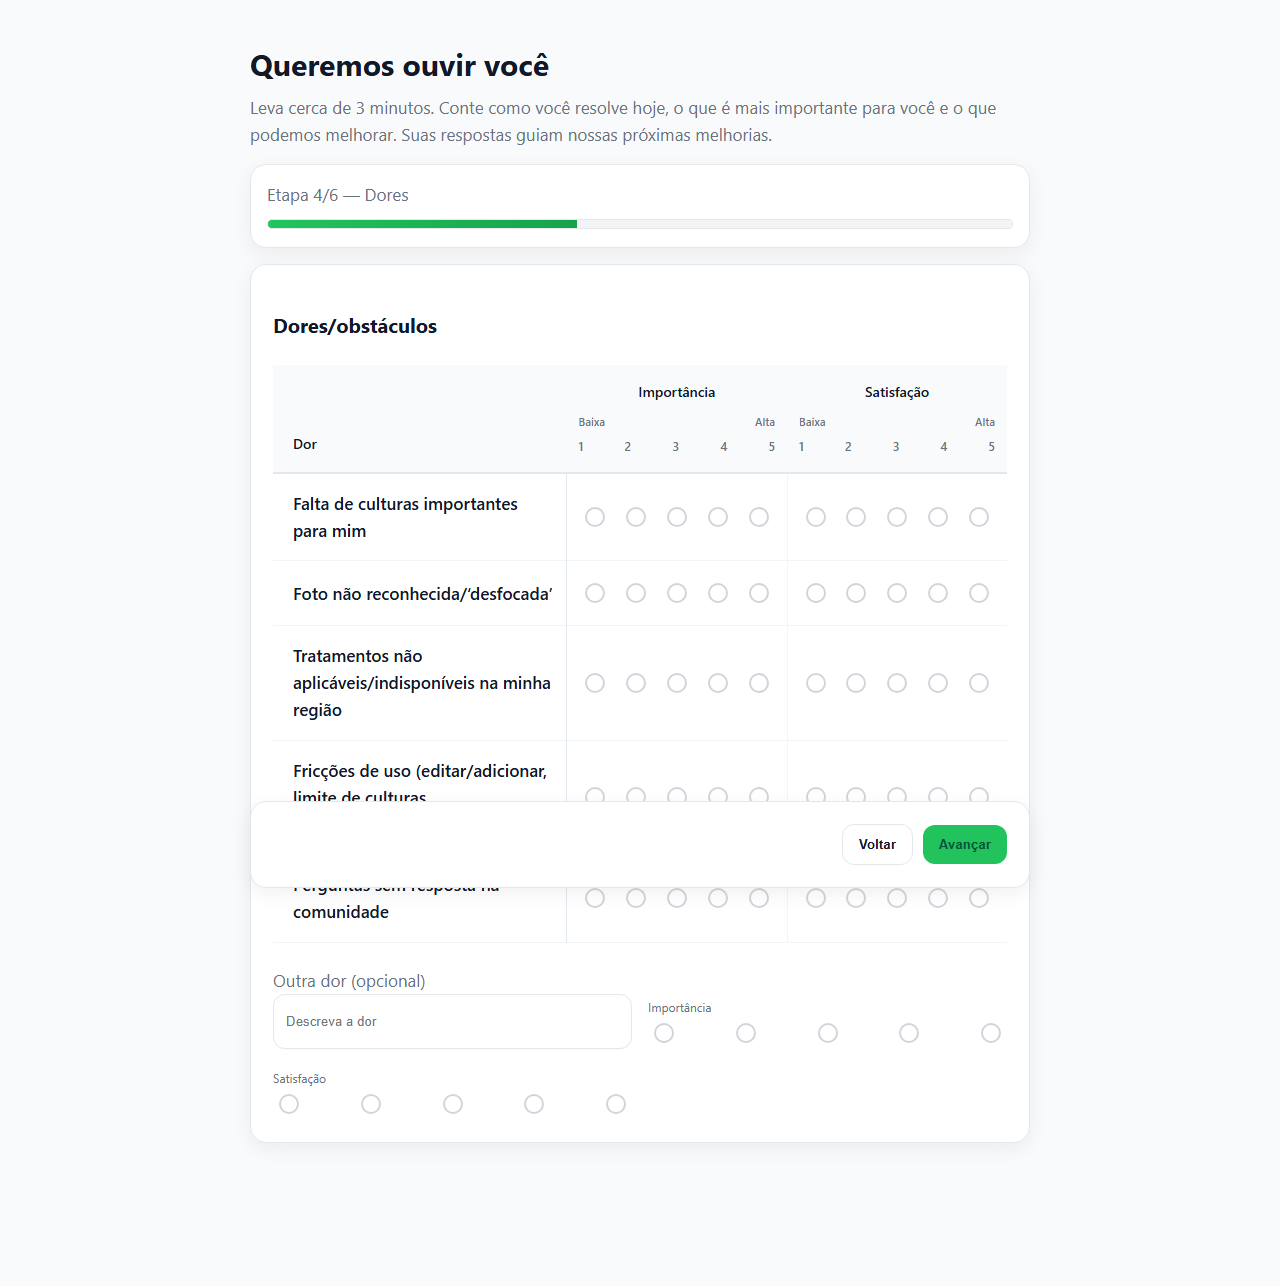 Queremos ouvir você
Leva cerca de 3 minutos. Conte como você resolve hoje, o que é mais importante para você e o que
podemos melhorar. Suas respostas guiam nossas próximas melhorias.
Etapa 4/6 — Dores
Dores/obstáculos
Importância Satisfação
Baixa Alta Baixa Alta
Dor 1 2 3 4 5 1 2 3 4 5
Falta de culturas importantes
para mim
Foto não reconhecida/‘desfocada’
Tratamentos não
aplicáveis/indisponíveis na minha
região
Fricções de uso (editar/adicionar,
limite de culturas
Voltar Avançar
Perguntas sem resposta na
comunidade
Outra dor (opcional)
Importância
Descreva a dor
Satisfação